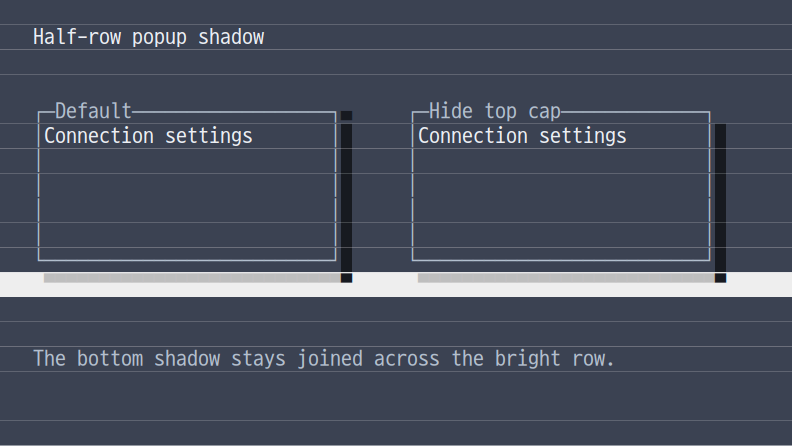 Half-row popup shadow
Default
Hide top cap
Connection settings
Connection settings
The bottom shadow stays joined across the bright row.